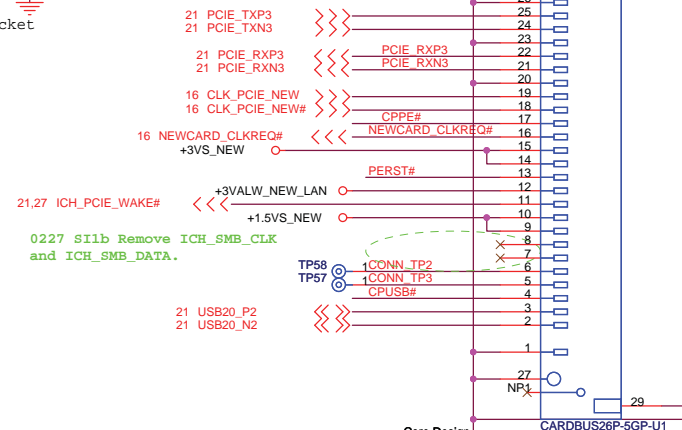 cket
21 PCIE_TXP3
21 PCIE_TXN3
21 PCIE_RXP3 PCIE_RXP3
21 PCIE_RXN3 PCIE_RXN3
16 CLK_PCIE_NEW
16 CLK_PCIE_NEW#
CPPE#
16 NEWCARD_CLKREQ# NEWCARD_CLKREQ#
+3VS_NEW
PERST#
+3VALW_NEW_LAN
21,27 ICH_PCIE_WAKE#
+1.5VS_NEW
0227 SI1b Remove ICH_SMB_CLK
and ICH_SMB_DATA.
TP58 1 CONN_TP2
TP57 1 CONN_TP3
CPUSB#
21 USB20_P2
21 USB20_N2
25
24
23
22
21
20
19
18
17
16
15
14
13
12
11
10
9
8
7
6
5
4
3
2
1
27
NP1
29
CARDBUS26P-5GP-U1